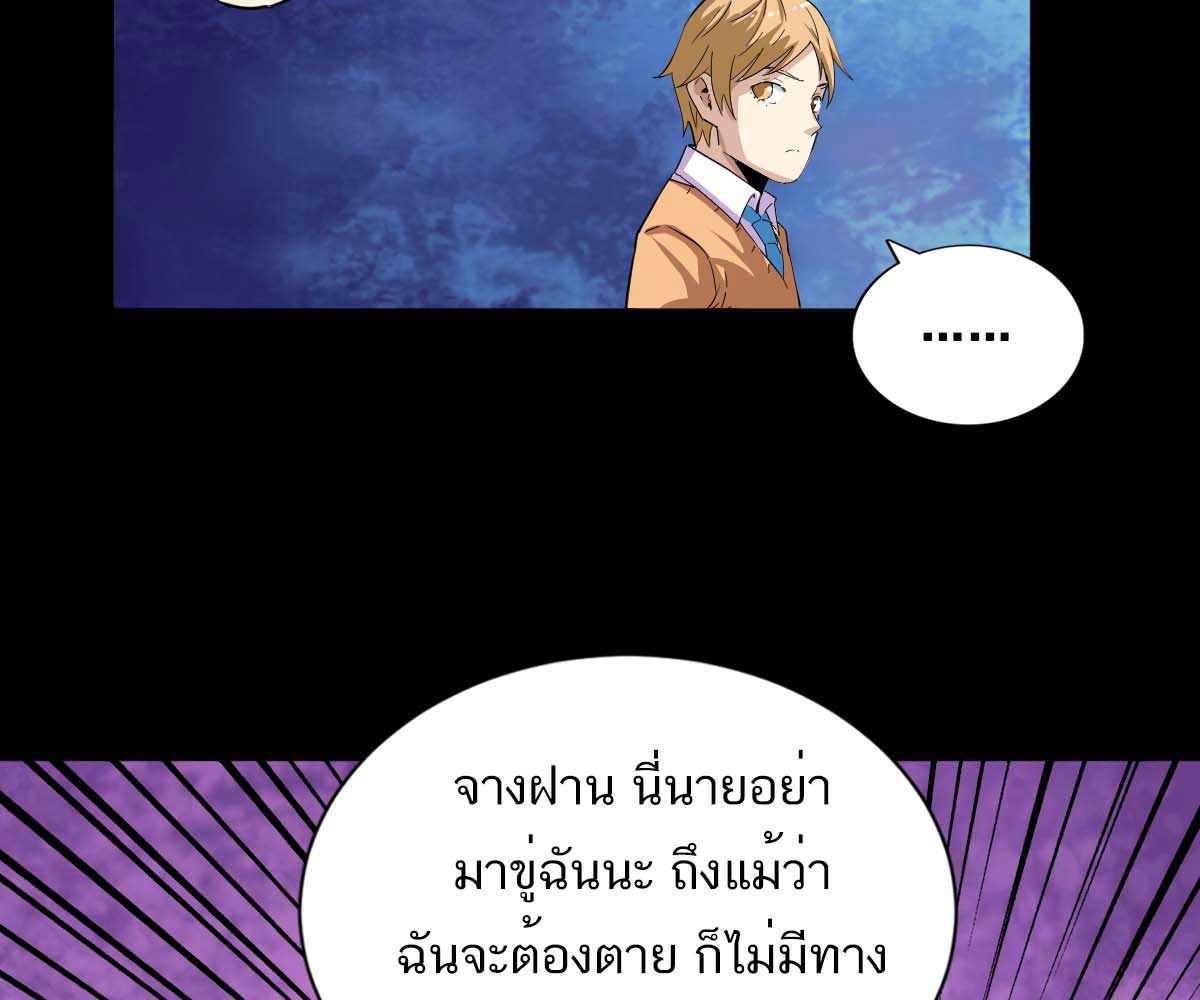 ......
จางฝาน นี่นายอย่า
มาขู่ฉันนะ ถึงแม้ว่า
ฉันจะต้องตาย ก็ไม่มีทาง